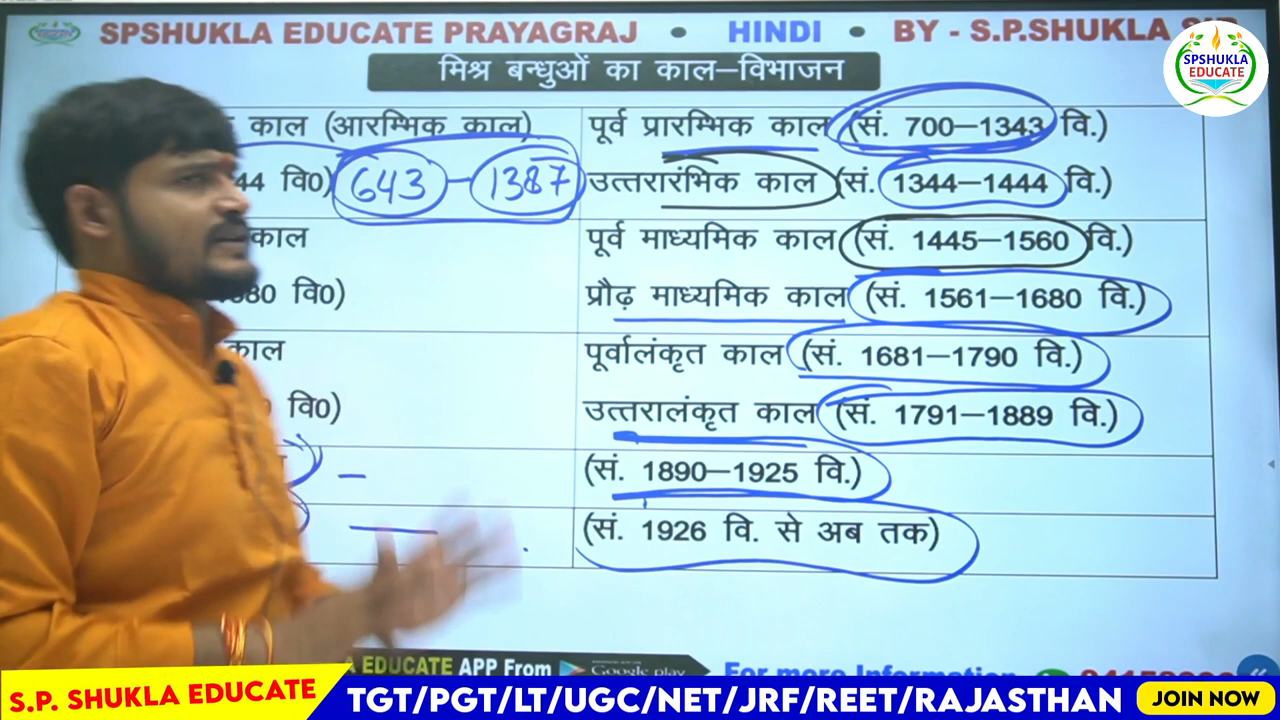 SPSHUKLA EDUCATE PRAYAGRAJ • HINDI • BY - S.P.SHUKLA
SPSHUKLA
EDUCATE
मिश्र बन्धुओं का काल–विभाजन
काल (आरम्भिक काल) पूर्व प्रारम्भिक काल (सं. 700–1343 वि.)
44 वि0) 643 – 1387 उत्तरारंभिक काल (सं. 1344–1444 वि.)
काल पूर्व माध्यमिक काल (सं. 1445–1560 वि.)
680 वि0) प्रौढ़ माध्यमिक काल (सं. 1561–1680 वि.)
काल पूर्वालंकृत काल (सं. 1681–1790 वि.)
वि0) उत्तरालंकृत काल (सं. 1791–1889 वि.)
(सं. 1890–1925 वि.)
(सं. 1926 वि. से अब तक)
EDUCATE APP From Google play For more Information
S.P. SHUKLA EDUCATE TGT/PGT/LT/UGC/NET/JRF/REET/RAJASTHAN JOIN NOW